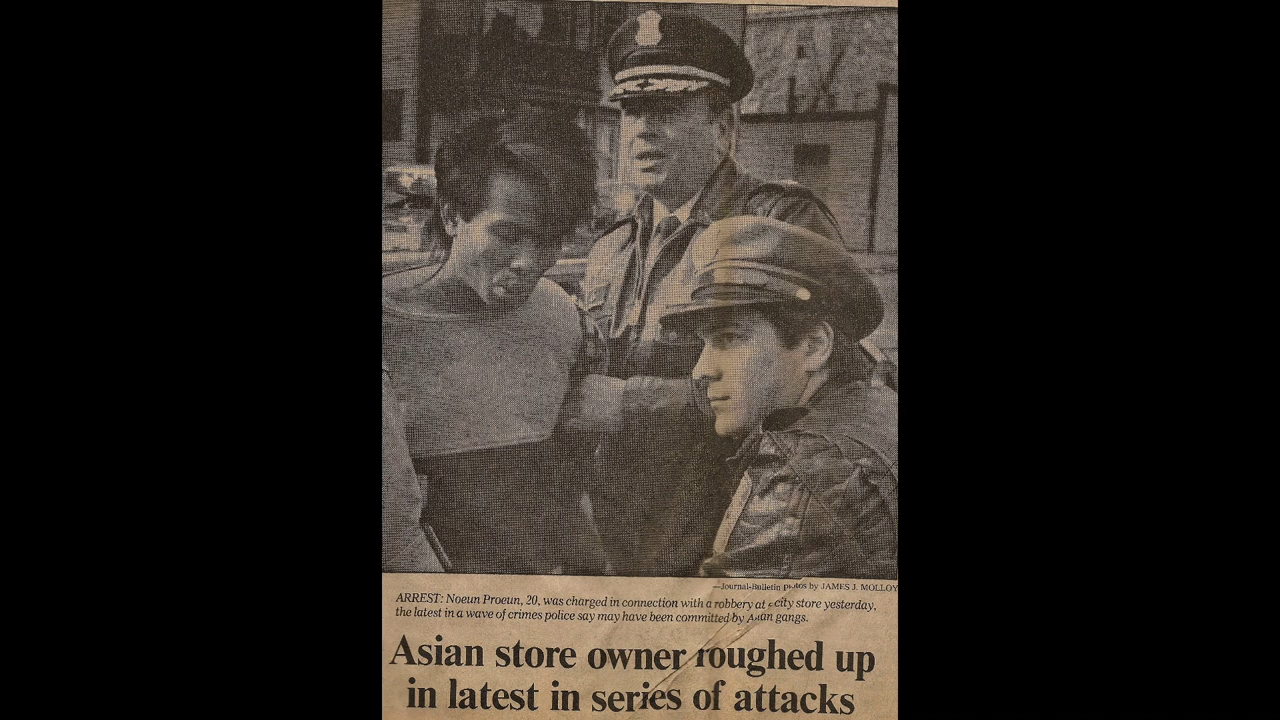 —Journal-Bulletin photos by JAMES J. MOLLOY
ARREST: Noeun Proeun, 20, was charged in connection with a robbery at city store yesterday,
the latest in a wave of crimes police say may have been committed by Asian gangs.
Asian store owner roughed up
in latest in series of attacks